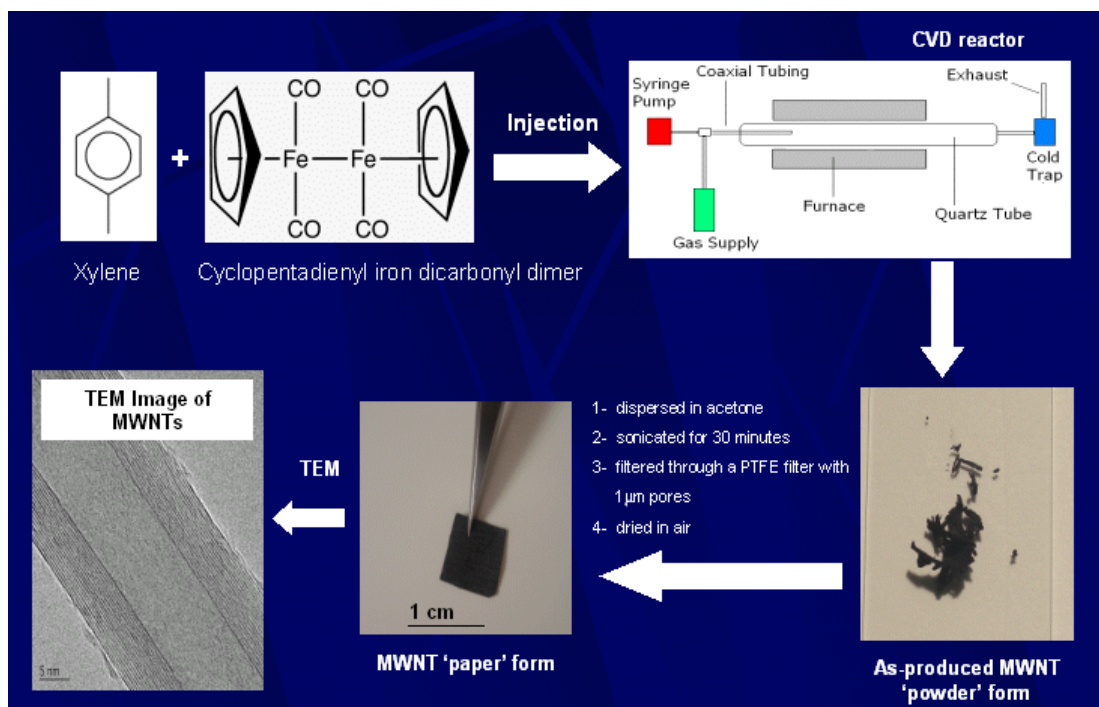 CVD reactor
CO CO
Fe Fe
CO CO
Xylene
+
Cyclopentadienyl iron dicarbonyl dimer
Injection
Coaxial Tubing
Exhaust
Syringe
Pump
Cold
Trap
Furnace
Quartz Tube
Gas Supply
TEM Image of
MWNTs
5 nm
TEM
1 cm
MWNT ‘paper’ form
1- dispersed in acetone
2- sonicated for 30 minutes
3- filtered through a PTFE filter with
1µm pores
4- dried in air
As-produced MWNT
‘powder’ form